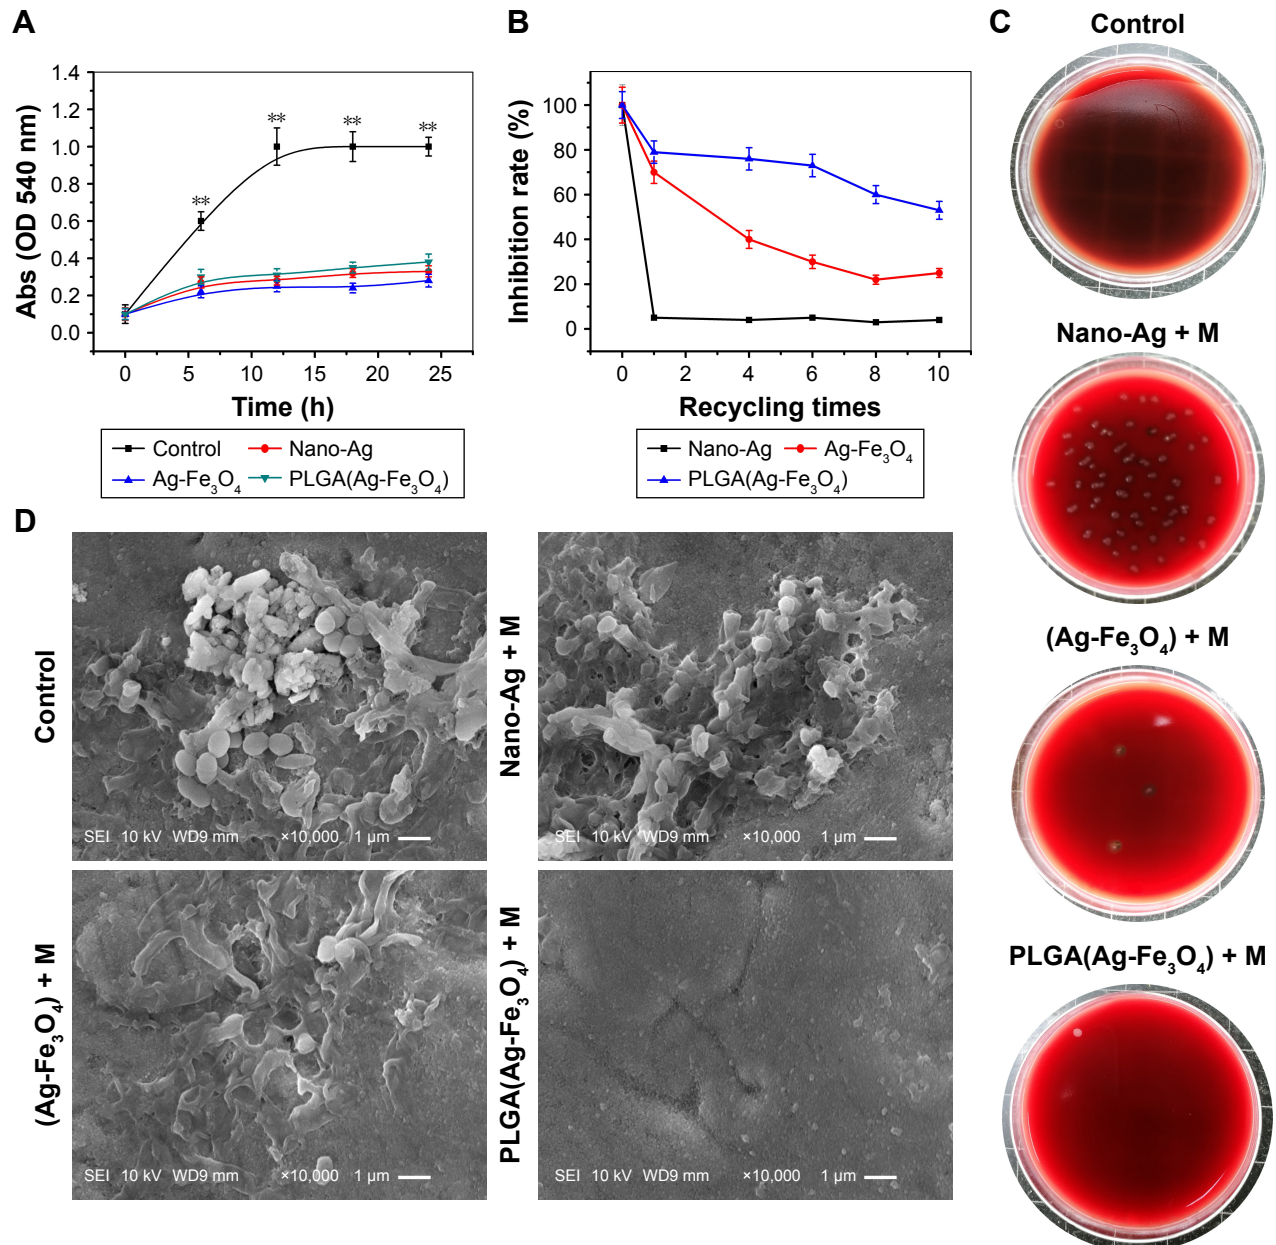 A
B
C
Control
1.4
1.2
1.0
0.8
0.6
0.4
0.2
0.0
Abs (OD 540 nm)
**
**
**
**
0
5
10
15
20
25
Time (h)
Control
Nano-Ag
Ag-Fe₃O₄
PLGA(Ag-Fe₃O₄)
100
80
60
40
20
0
Inhibition rate (%)
0
2
4
6
8
10
Recycling times
Nano-Ag
Ag-Fe₃O₄
PLGA(Ag-Fe₃O₄)
Nano-Ag + M
(Ag-Fe₃O₄) + M
PLGA(Ag-Fe₃O₄) + M
D
Control
SEI 10 kV WD9 mm ×10,000 1 µm
Nano-Ag + M
SEI 10 kV WD9 mm ×10,000 1 µm
(Ag-Fe₃O₄) + M
SEI 10 kV WD9 mm ×10,000 1 µm
PLGA(Ag-Fe₃O₄) + M
SEI 10 kV WD9 mm ×10,000 1 µm